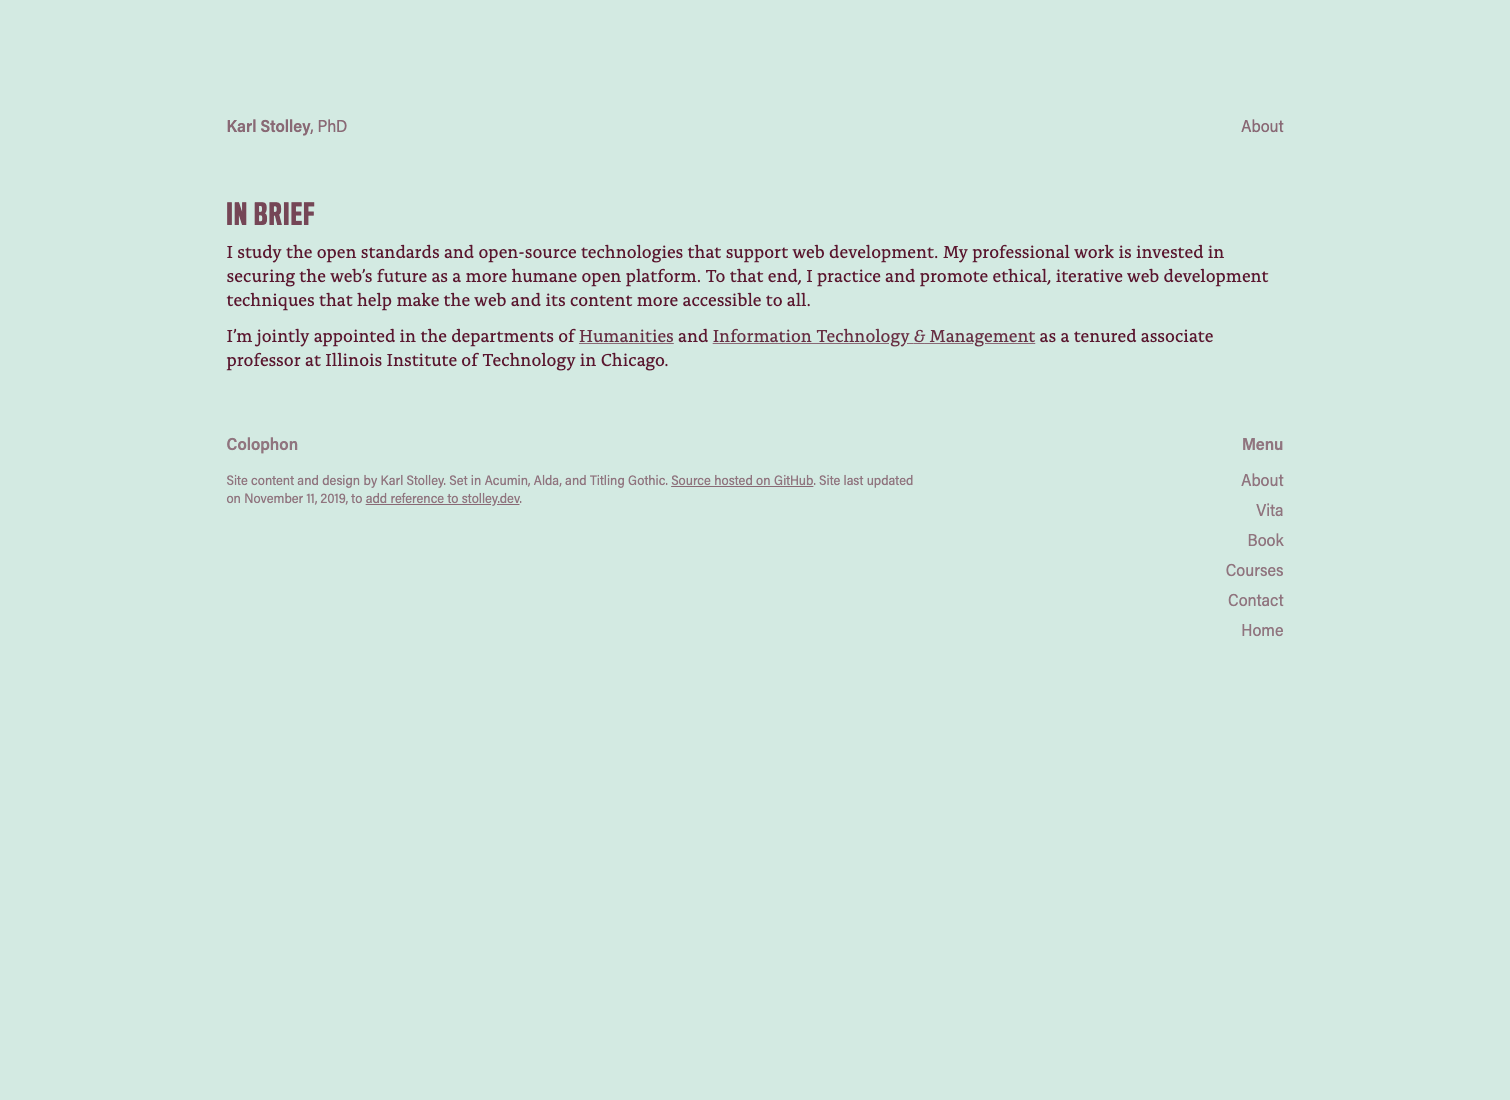 Karl Stolley, PhD
About
IN BRIEF
I study the open standards and open-source technologies that support web development. My professional work is invested in
securing the web’s future as a more humane open platform. To that end, I practice and promote ethical, iterative web development
techniques that help make the web and its content more accessible to all.
I’m jointly appointed in the departments of Humanities and Information Technology & Management as a tenured associate
professor at Illinois Institute of Technology in Chicago.
Colophon
Site content and design by Karl Stolley. Set in Acumin, Alda, and Titling Gothic. Source hosted on GitHub. Site last updated
on November 11, 2019, to add reference to stolley.dev.
Menu
About
Vita
Book
Courses
Contact
Home